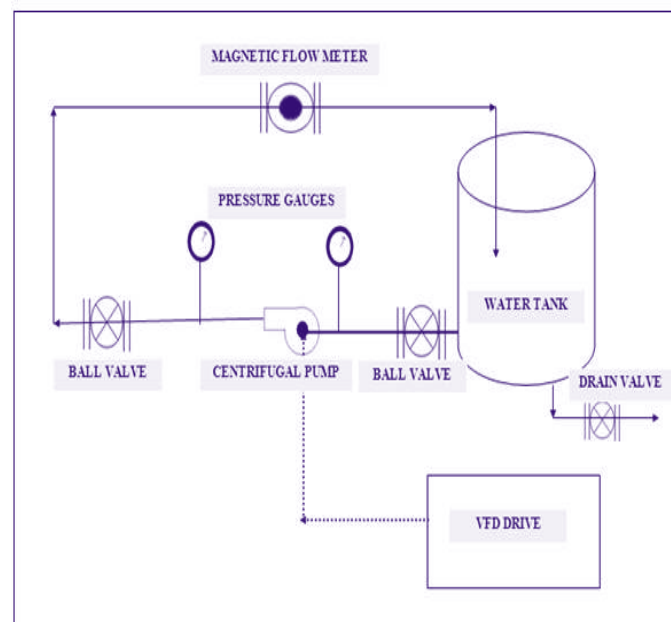 MAGNETIC FLOW METER
PRESSURE GAUGES
WATER TANK
BALL VALVE
CENTRIFUGAL PUMP
BALL VALVE
DRAIN VALVE
VFD DRIVE